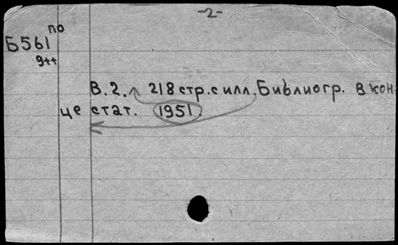 -2-
по
Б561
9++
В.2. 218 стр. с илл. Библиогр. в кон-
це стат. 1951